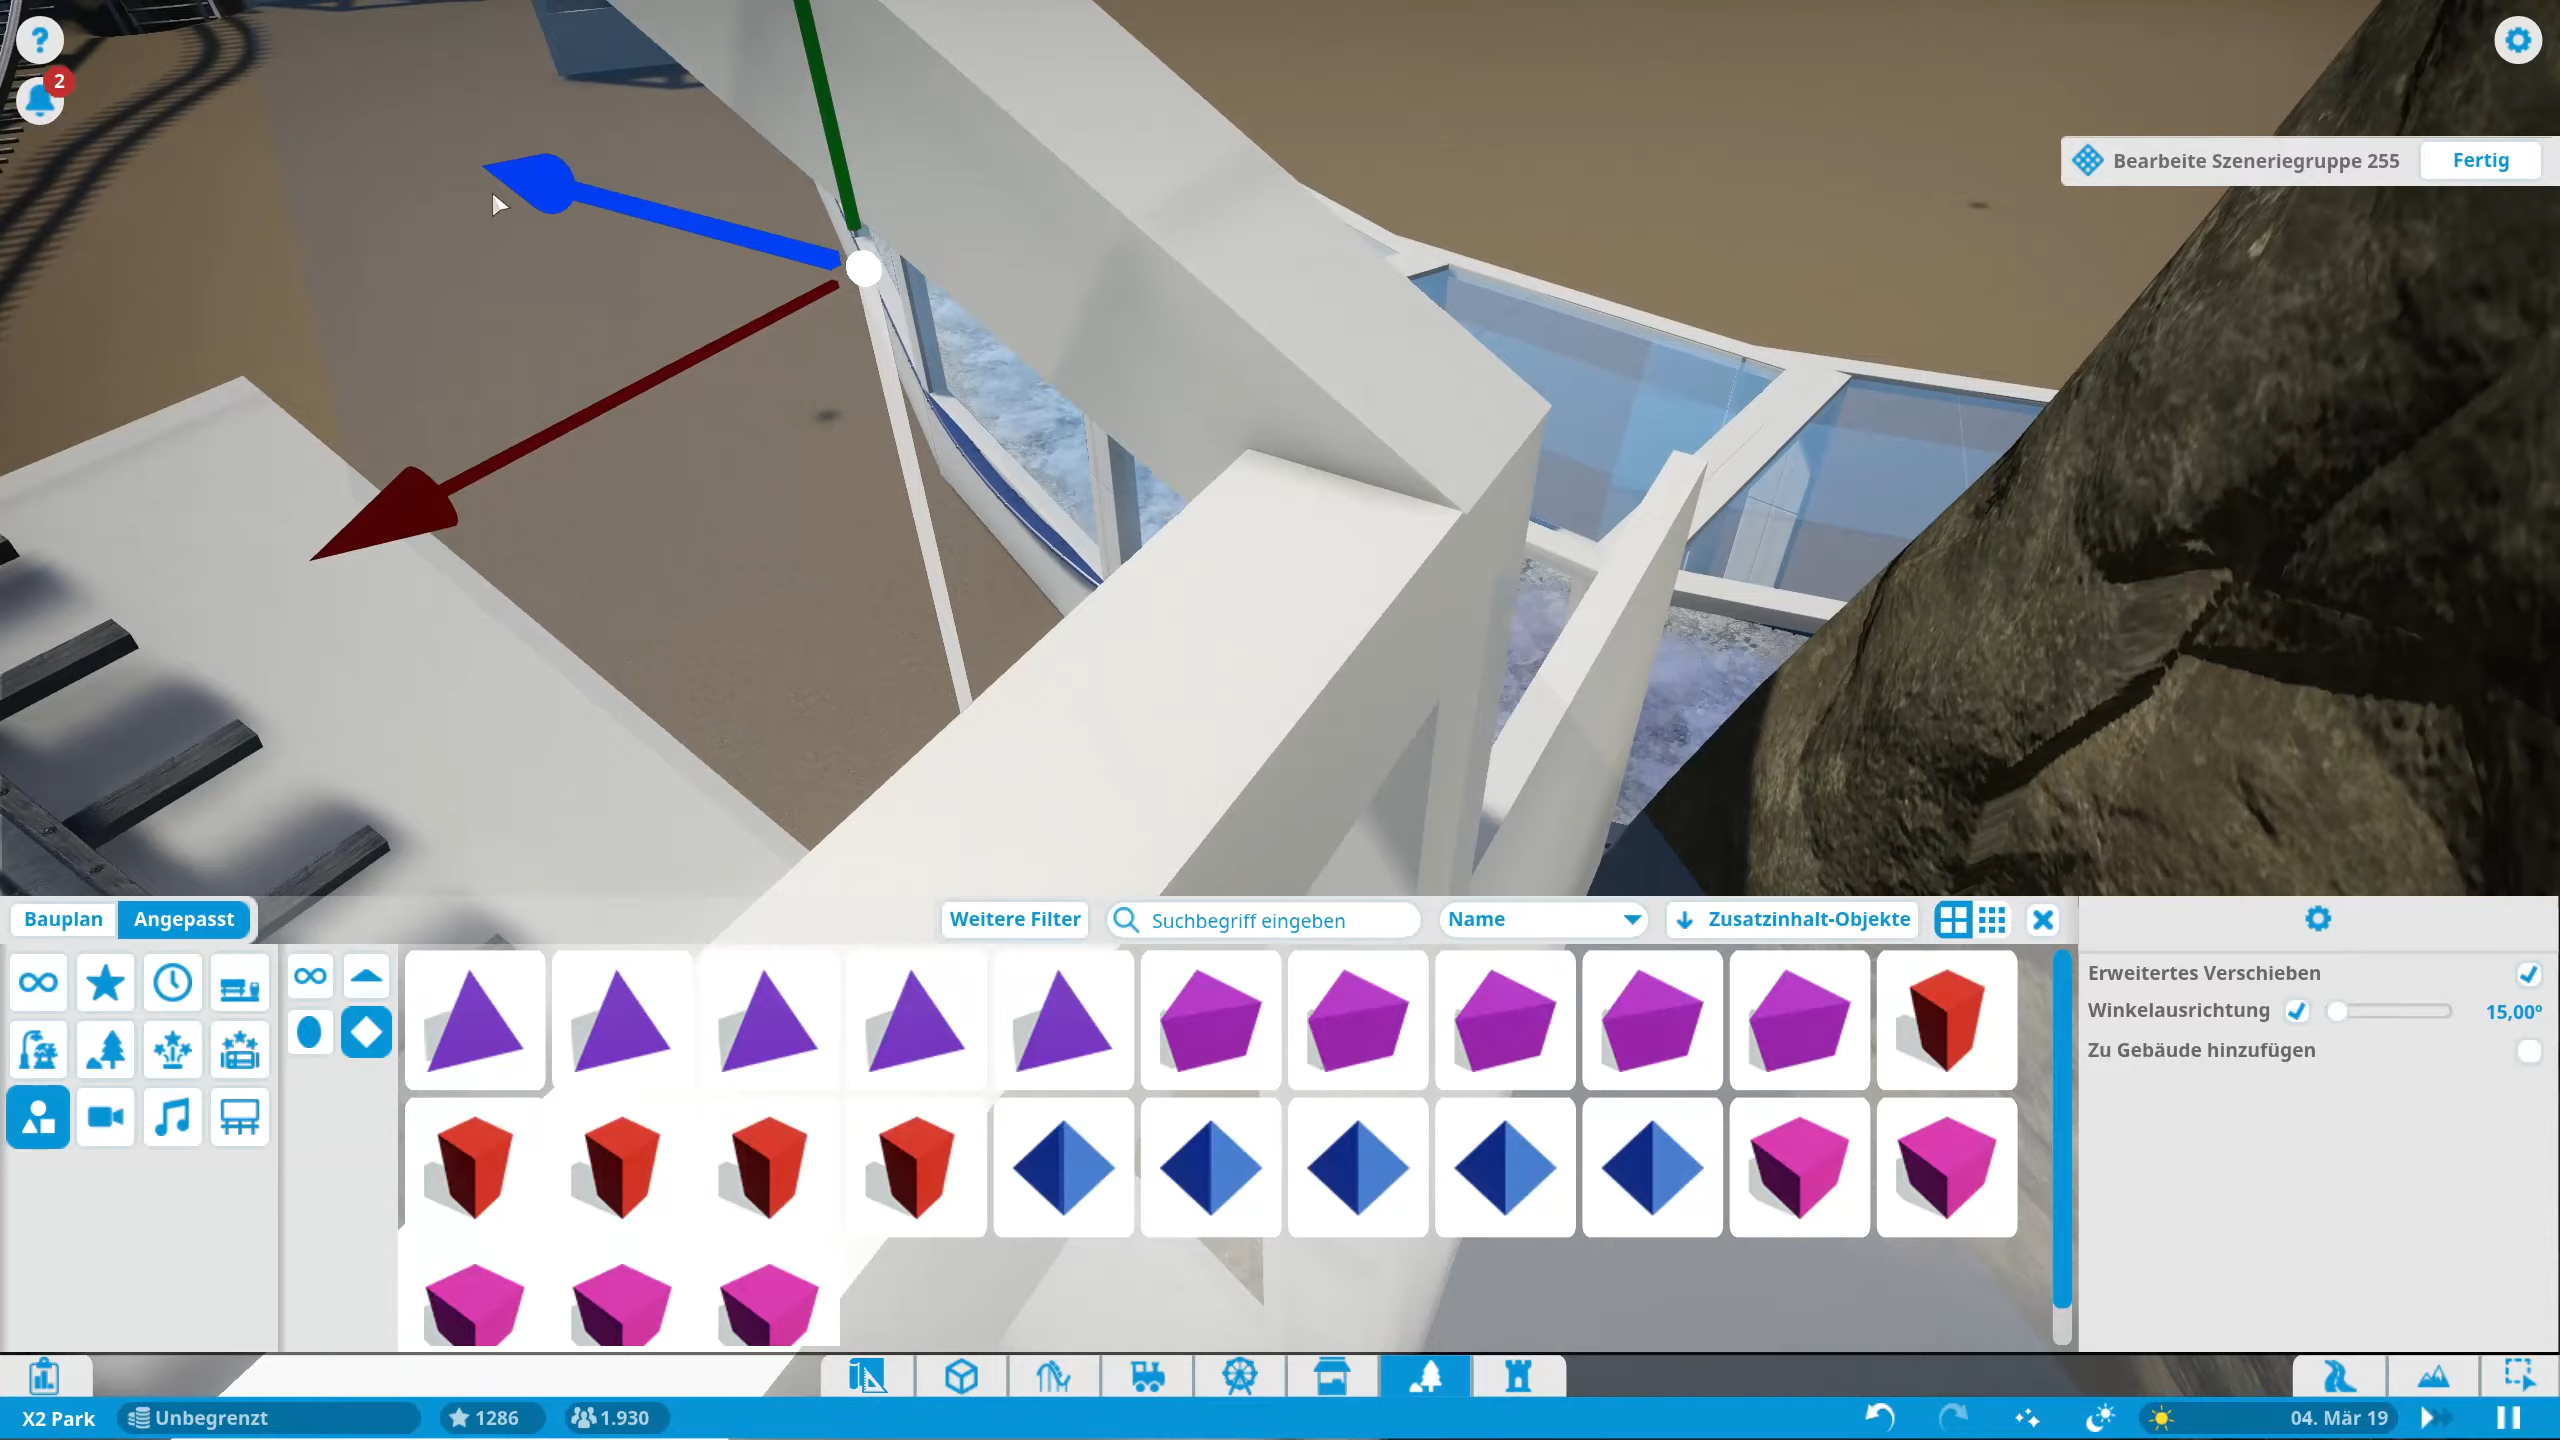 ?
2
Bearbeite Szeneriegruppe 255
Fertig
Bauplan
Angepasst
Weitere Filter
Suchbegriff eingeben
Name
Zusatzinhalt-Objekte
Erweitertes Verschieben
Winkelausrichtung
15,00°
Zu Gebäude hinzufügen
X2 Park
Unbegrenzt
1286
1.930
04. Mär 19